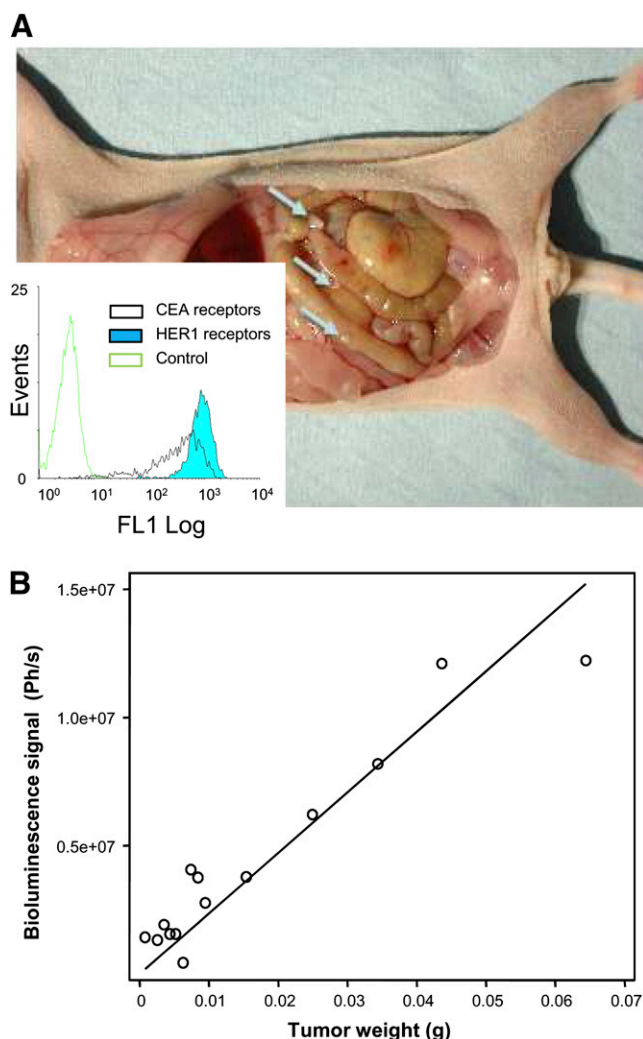 A
25
Events
0
CEA receptors
HER1 receptors
Control
10⁰ 10¹ 10² 10³ 10⁴
FL1 Log
B
Bioluminescence signal (Ph/s)
1.5e+07
1.0e+07
0.5e+07
0 0.01 0.02 0.03 0.04 0.05 0.06 0.07
Tumor weight (g)